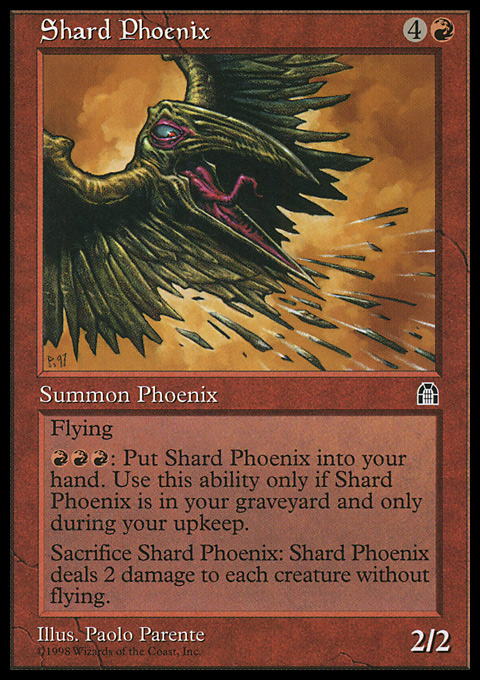 Shard Phoenix 4
P. 97
Summon Phoenix
Flying
: Put Shard Phoenix into your
hand. Use this ability only if Shard
Phoenix is in your graveyard and only
during your upkeep.
Sacrifice Shard Phoenix: Shard Phoenix
deals 2 damage to each creature without
flying.
Illus. Paolo Parente
©1998 Wizards of the Coast, Inc.
2/2